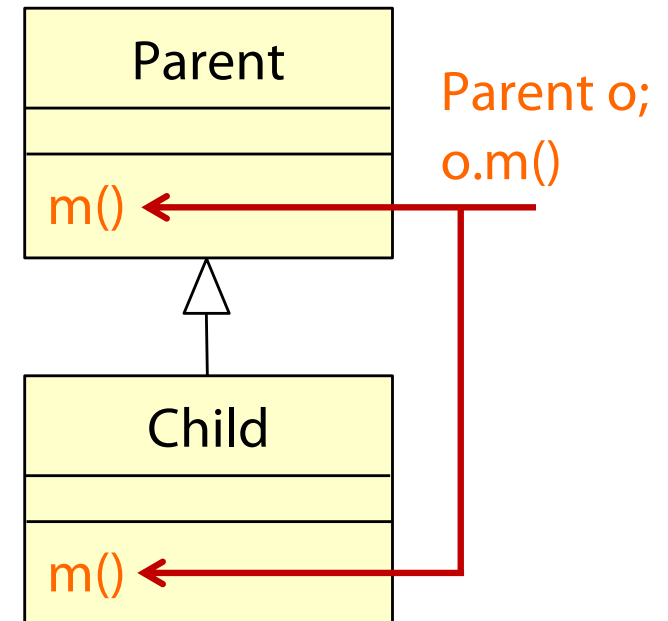 Parent
Parent o;
o.m()
m()
Child
m()